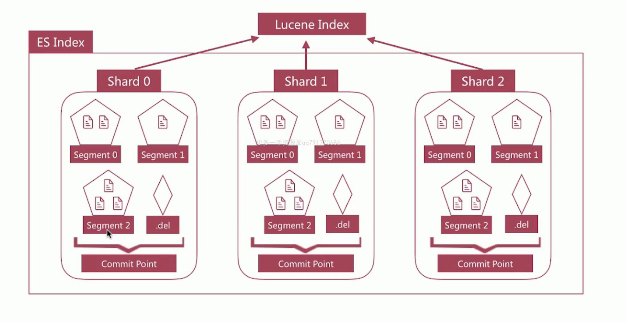 Lucene Index
ES Index
Shard 0
Shard 1
Shard 2
Segment 0
Segment 1
Segment 0
Segment 1
Segment 0
Segment 1
Segment 2
.del
Segment 2
.del
Segment 2
.del
Commit Point
Commit Point
Commit Point